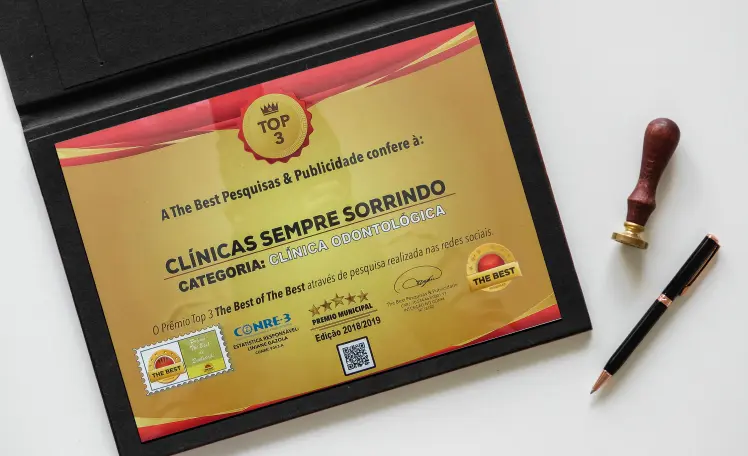 TOP
3
A The Best Pesquisas & Publicidade confere à:
CLÍNICAS SEMPRE SORRINDO
CATEGORIA: CLÍNICA ODONTOLÓGICA
O Prêmio Top 3 The Best of The Best através de pesquisa realizada nas redes sociais.
THE BEST
CONRE-3
ESTATÍSTICA RESPONSÁVEL:
PREMIO MUNICIPAL
Edição 2018/2019
The Best Pesquisas & Publicidade
THE BEST